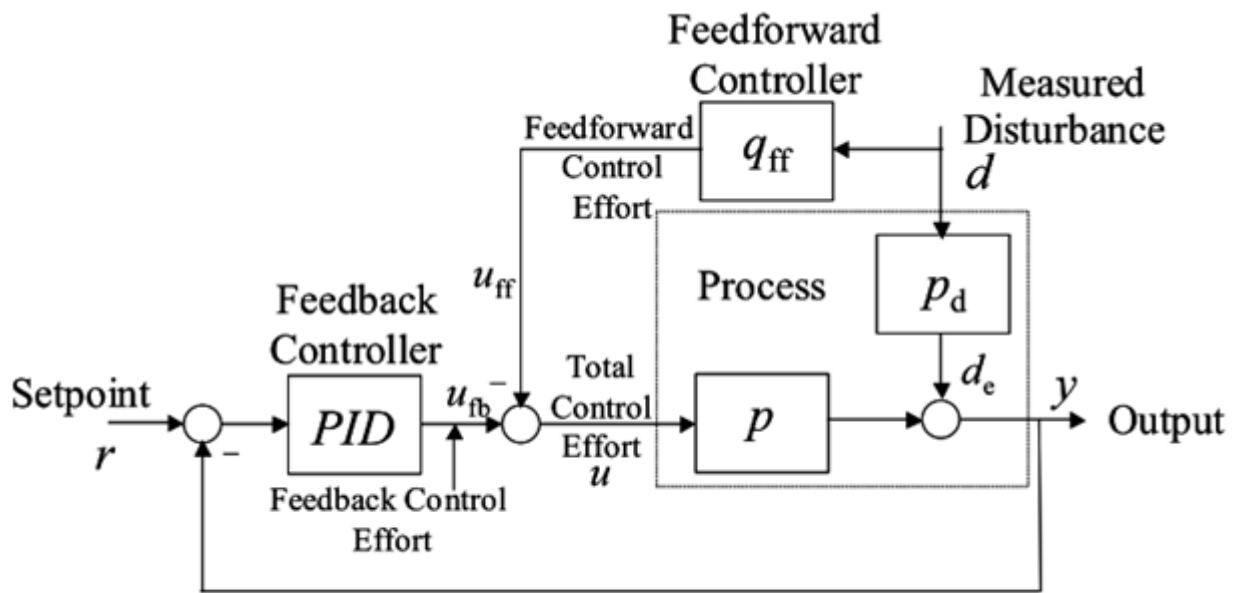 Feedforward
Controller
Measured
Disturbance
d
Feedforward
Control
Effort
q_ff
u_ff
Process
p_d
Feedback
Controller
Setpoint
r
PID
u_fb
−
−
Total
Control
Effort
u
p
d_e
y
Output
Feedback Control
Effort